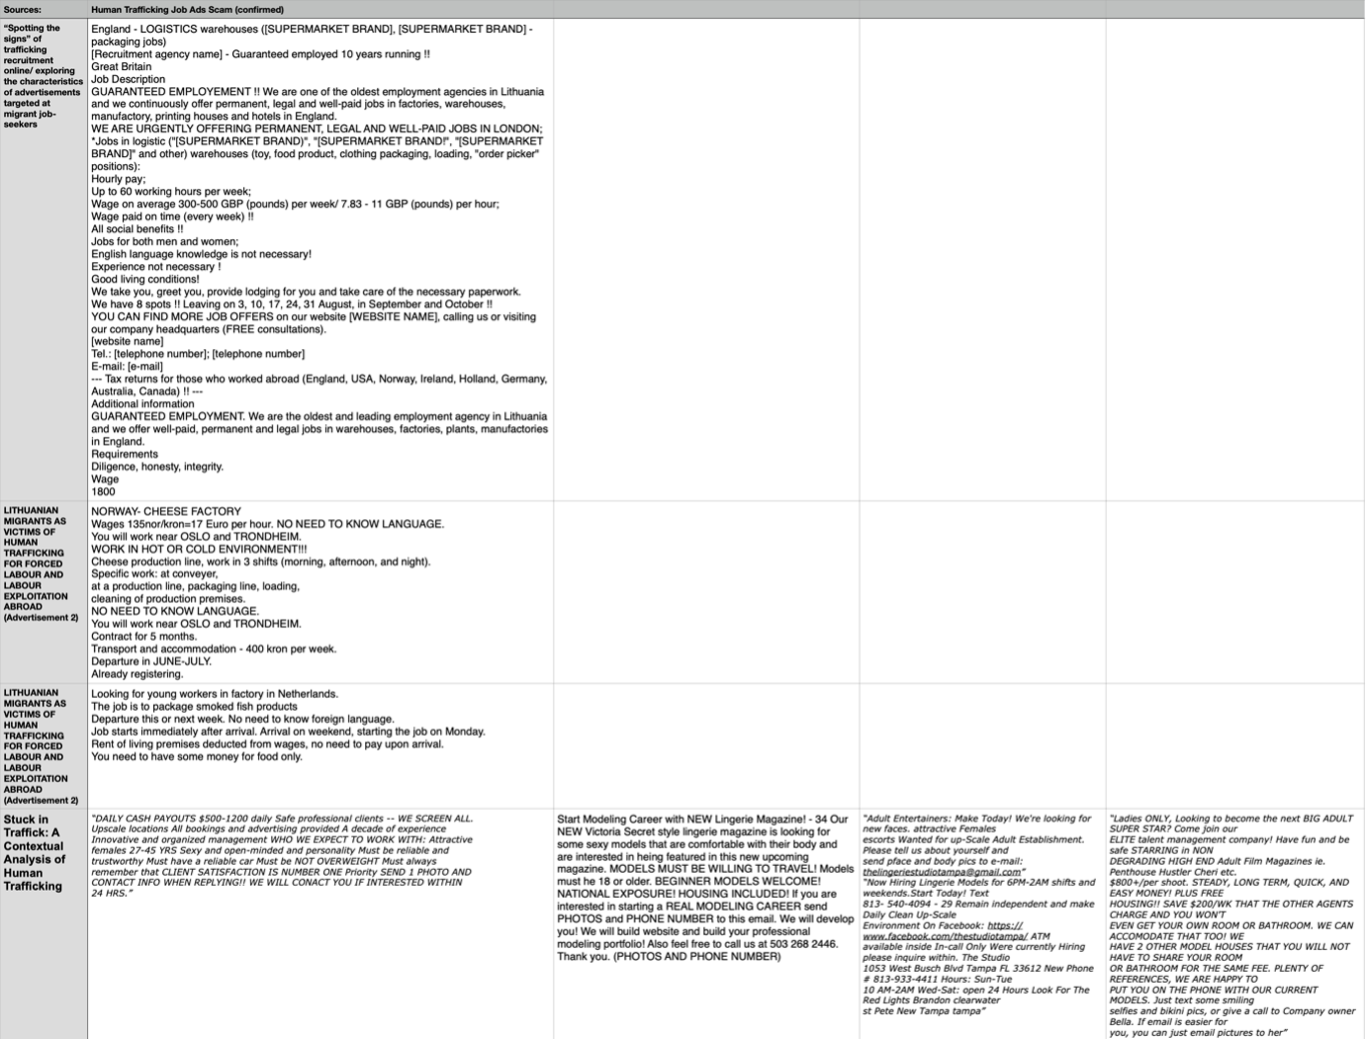 Sources:
Human Trafficking Job Ads Scam (confirmed)
"Spotting the
signs" of
trafficking
recruitment
online/ exploring
the characteristics
of advertisements
targeted at
migrant job-
seekers
England - LOGISTICS warehouses ([SUPERMARKET BRAND], [SUPERMARKET BRAND] -
packaging jobs)
[Recruitment agency name] - Guaranteed employed 10 years running !!
Great Britain
Job Description
GUARANTEED EMPLOYEMENT !! We are one of the oldest employment agencies in Lithuania
and we continuously offer permanent, legal and well-paid jobs in factories, warehouses,
manufactory, printing houses and hotels in England.
WE ARE URGENTLY OFFERING PERMANENT, LEGAL AND WELL-PAID JOBS IN LONDON;
*Jobs in logistic ("[SUPERMARKET BRAND)", "[SUPERMARKET BRAND!", "[SUPERMARKET
BRAND]" and other) warehouses (toy, food product, clothing packaging, loading, "order picker"
positions):
Hourly pay;
Up to 60 working hours per week;
Wage on average 300-500 GBP (pounds) per week/ 7.83 - 11 GBP (pounds) per hour;
Wage paid on time (every week) !!
All social benefits !!
Jobs for both men and women;
English language knowledge is not necessary!
Experience not necessary !
Good living conditions!
We take you, greet you, provide lodging for you and take care of the necessary paperwork.
We have 8 spots !! Leaving on 3, 10, 17, 24, 31 August, in September and October !!
YOU CAN FIND MORE JOB OFFERS on our website [WEBSITE NAME], calling us or visiting
our company headquarters (FREE consultations).
[website name]
Tel.: [telephone number]; [telephone number]
E-mail: [e-mail]
--- Tax returns for those who worked abroad (England, USA, Norway, Ireland, Holland, Germany,
Australia, Canada) !! ---
Additional information
GUARANTEED EMPLOYMENT. We are the oldest and leading employment agency in Lithuania
and we offer well-paid, permanent and legal jobs in warehouses, factories, plants, manufactories
in England.
Requirements
Diligence, honesty, integrity.
Wage
1800
LITHUANIAN
MIGRANTS AS
VICTIMS OF
HUMAN
TRAFFICKING
FOR FORCED
LABOUR AND
LABOUR
EXPLOITATION
ABROAD
(Advertisement 2)
NORWAY- CHEESE FACTORY
Wages 135nor/kron=17 Euro per hour. NO NEED TO KNOW LANGUAGE.
You will work near OSLO and TRONDHEIM.
WORK IN HOT OR COLD ENVIRONMENT!!!
Cheese production line, work in 3 shifts (morning, afternoon, and night).
Specific work: at conveyer,
at a production line, packaging line, loading,
cleaning of production premises.
NO NEED TO KNOW LANGUAGE.
You will work near OSLO and TRONDHEIM.
Contract for 5 months.
Transport and accommodation - 400 kron per week.
Departure in JUNE-JULY.
Already registering.
LITHUANIAN
MIGRANTS AS
VICTIMS OF
HUMAN
TRAFFICKING
FOR FORCED
LABOUR AND
LABOUR
EXPLOITATION
ABROAD
(Advertisement 2)
Looking for young workers in factory in Netherlands.
The job is to package smoked fish products
Departure this or next week. No need to know foreign language.
Job starts immediately after arrival. Arrival on weekend, starting the job on Monday.
Rent of living premises deducted from wages, no need to pay upon arrival.
You need to have some money for food only.
Stuck in
Traffick: A
Contextual
Analysis of
Human
Trafficking
"DAILY CASH PAYOUTS $500-1200 daily Safe professional clients -- WE SCREEN ALL.
Upscale locations All bookings and advertising provided A decade of experience
Innovative and organized management WHO WE EXPECT TO WORK WITH: Attractive
females 27-45 YRS Sexy and open-minded and personality Must be reliable and
trustworthy Must have a reliable car Must be NOT OVERWEIGHT Must always
remember that CLIENT SATISFACTION IS NUMBER ONE Priority SEND 1 PHOTO AND
CONTACT INFO WHEN REPLYING!! WE WILL CONACT YOU IF INTERESTED WITHIN
24 HRS."
Start Modeling Career with NEW Lingerie Magazine! - 34 Our
NEW Victoria Secret style lingerie magazine is looking for
some sexy models that are comfortable with their body and
are interested in heing featured in this new upcoming
magazine. MODELS MUST BE WILLING TO TRAVEL! Models
must he 18 or older. BEGINNER MODELS WELCOME!
NATIONAL EXPOSURE! HOUSING INCLUDED! If you are
interested in starting a REAL MODELING CAREER send
PHOTOS and PHONE NUMBER to this email. We will develop
you! We will build website and build your professional
modeling portfolio! Also feel free to call us at 503 268 2446.
Thank you. (PHOTOS AND PHONE NUMBER)
"Adult Entertainers: Make Today! We're looking for
new faces. attractive Females
escorts Wanted for up-Scale Adult Establishment.
Please tell us about yourself and
send pface and body pics to e-mail:
thelingeriestudiotampa@gmail.com"
"Now Hiring Lingerie Models for 6PM-2AM shifts and
weekends.Start Today! Text
813- 540-4094 - 29 Remain independent and make
Daily Clean Up-Scale
Environment On Facebook: https://
www.facebook.com/thestudiotampa/ ATM
available inside In-call Only Were currently Hiring
please inquire within. The Studio
1053 West Busch Blvd Tampa FL 33612 New Phone
# 813-933-4411 Hours: Sun-Tue
10 AM-2AM Wed-Sat: open 24 Hours Look For The
Red Lights Brandon clearwater
st Pete New Tampa tampa"
"Ladies ONLY, Looking to become the next BIG ADULT
SUPER STAR? Come join our
ELITE talent management company! Have fun and be
safe STARRING in NON
DEGRADING HIGH END Adult Film Magazines ie.
Penthouse Hustler Cheri etc.
$800+/per shoot. STEADY, LONG TERM, QUICK, AND
EASY MONEY! PLUS FREE
HOUSING!! SAVE $200/WK THAT THE OTHER AGENTS
CHARGE AND YOU WON'T
EVEN GET YOUR OWN ROOM OR BATHROOM. WE CAN
ACCOMODATE THAT TOO! WE
HAVE 2 OTHER MODEL HOUSES THAT YOU WILL NOT
HAVE TO SHARE YOUR ROOM
OR BATHROOM FOR THE SAME FEE. PLENTY OF
REFERENCES, WE ARE HAPPY TO
PUT YOU ON THE PHONE WITH OUR CURRENT
MODELS. Just text some smiling
selfies and bikini pics, or give a call to Company owner
Bella. If email is easier for
you, you can just email pictures to her"